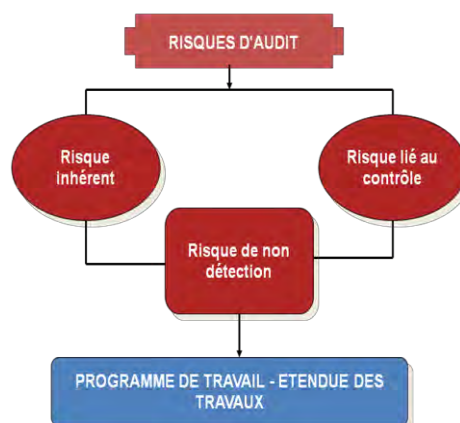 RISQUES D'AUDIT
Risque
inhérent
Risque lié au
contrôle
Risque de non
détection
PROGRAMME DE TRAVAIL - ETENDUE DES
TRAVAUX